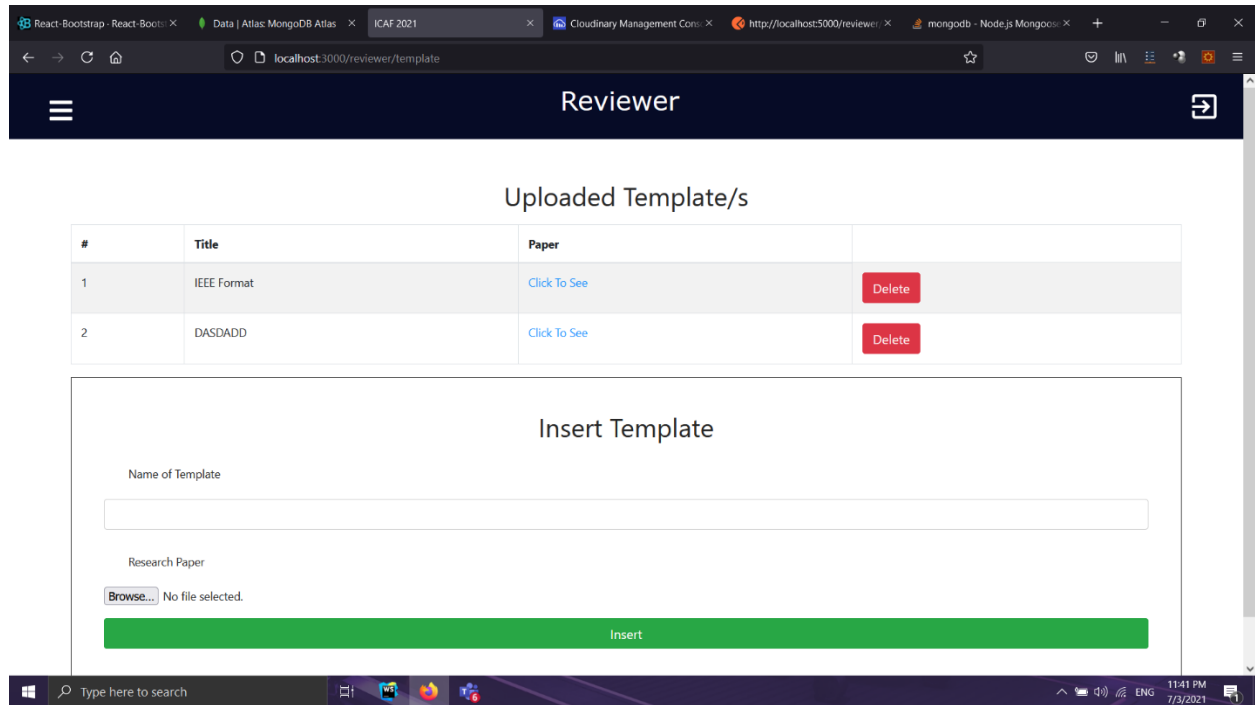 React-Bootstrap · React-Boots
Data | Atlas: MongoDB Atlas
ICAF 2021
Cloudinary Management Cons
http://localhost:5000/reviewer/
mongodb - Node.js Mongoose
localhost:3000/reviewer/template
Reviewer
Uploaded Template/s
# Title Paper
1 IEEE Format Click To See Delete
2 DASDADD Click To See Delete
Insert Template
Name of Template
Research Paper
Browse... No file selected.
Insert
Type here to search
WS
6
ENG
11:41 PM
7/3/2021
1